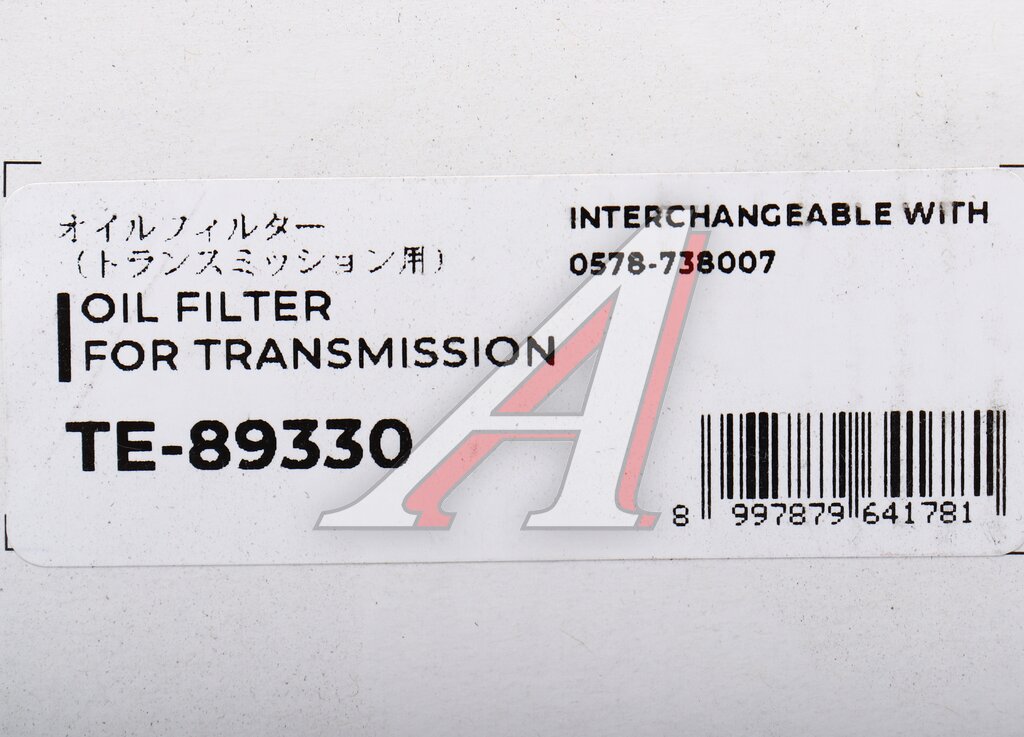 オイルフィルター
（トランスミッション用）
OIL FILTER
FOR TRANSMISSION
TE-89330
INTERCHANGEABLE WITH
0578-738007
8 997879 641781